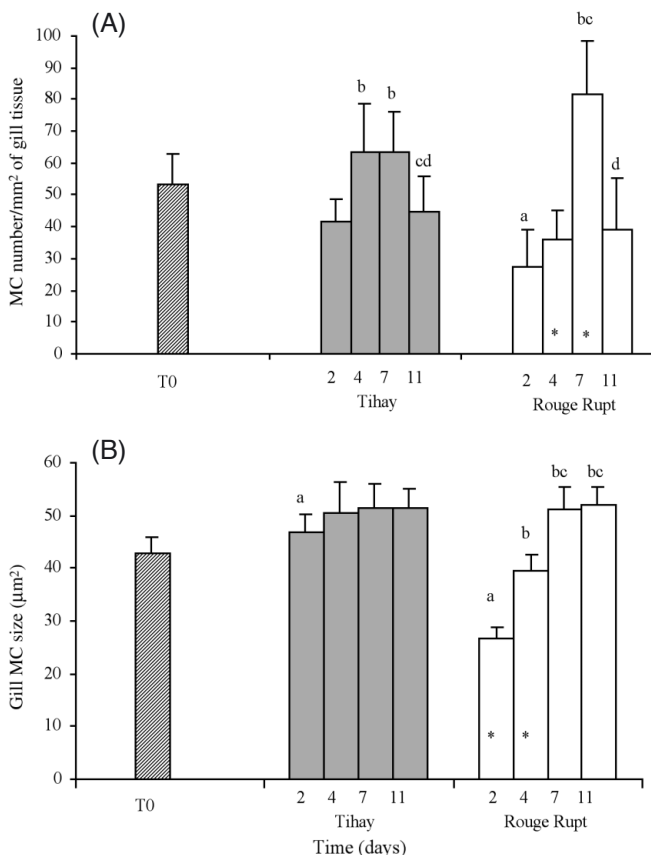 (A)
MC number/mm² of gill tissue
100
90
80
70
60
50
40
30
20
10
0
b b cd
a bc d
* *
T0
2 4 7 11
Tihay
2 4 7 11
Rouge Rupt
(B)
Gill MC size (µm²)
60
50
40
30
20
10
0
a
a b bc bc
* *
T0
2 4 7 11
Tihay
2 4 7 11
Rouge Rupt
Time (days)